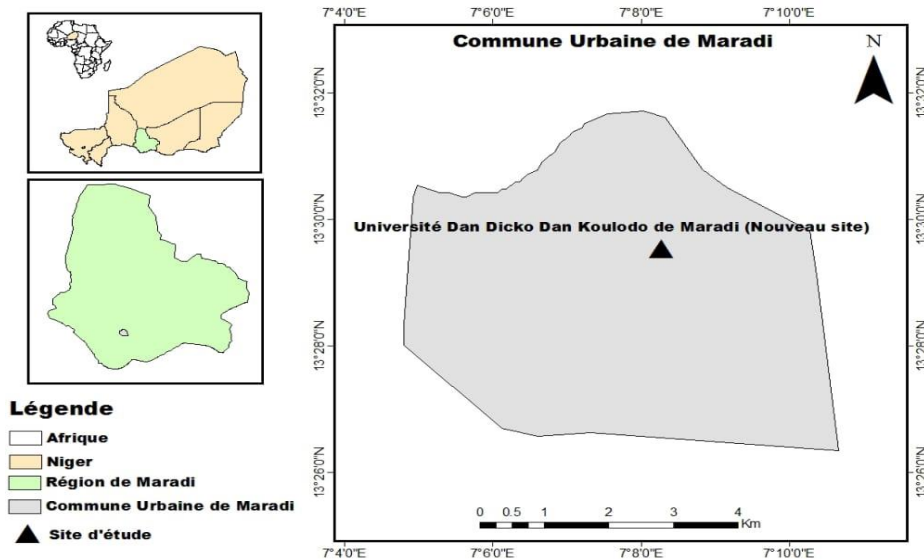 7°4'0"E 7°6'0"E 7°8'0"E 7°10'0"E
Commune Urbaine de Maradi
N
13°32'0"N 13°32'0"N
13°30'0"N 13°30'0"N
Université Dan Dicko Dan Koulodo de Maradi (Nouveau site)
13°28'0"N 13°28'0"N
13°26'0"N 13°26'0"N
Légende
Afrique
Niger
Région de Maradi
Commune Urbaine de Maradi
Site d'étude
0 0.5 1 2 3 4
Km
7°4'0"E 7°6'0"E 7°8'0"E 7°10'0"E